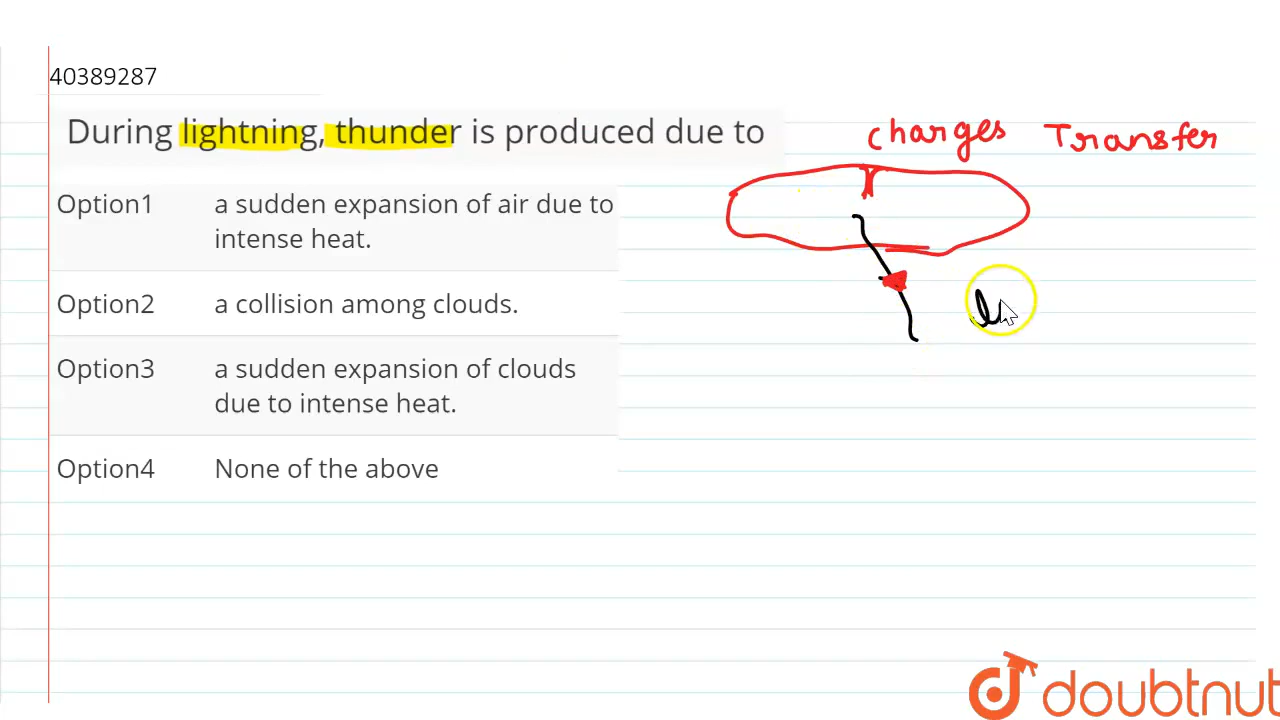 40389287
During lightning, thunder is produced due to
charges Transfer
Option1 a sudden expansion of air due to
intense heat.
Option2 a collision among clouds.
Option3 a sudden expansion of clouds
due to intense heat.
Option4 None of the above
doubtnut